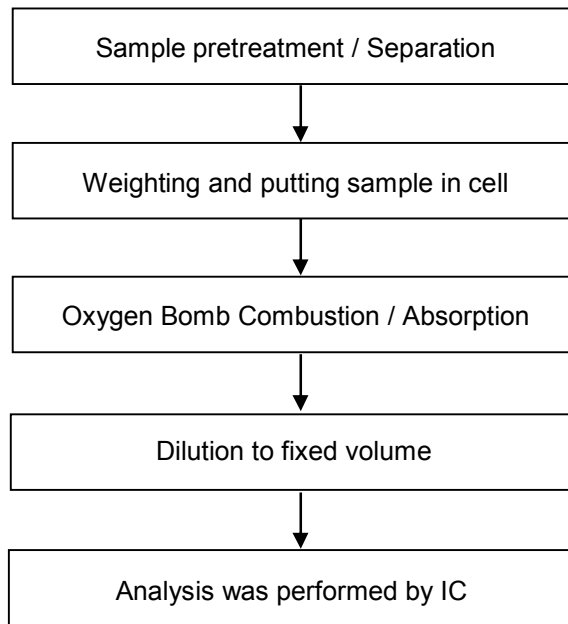 Sample pretreatment / Separation
Weighting and putting sample in cell
Oxygen Bomb Combustion / Absorption
Dilution to fixed volume
Analysis was performed by IC